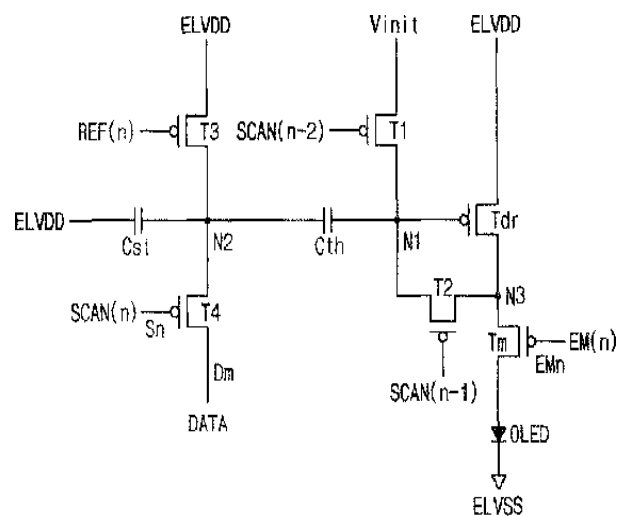 ELVDD Vinit ELVDD
REF(n) T3 SCAN(n-2) T1
ELVDD Csi N2 Cth N1 Tdr
SCAN(n) Sn T4 T2 N3
Dm Tm EM(n)
EMn
DATA SCAN(n-1)
OLED
ELVSS